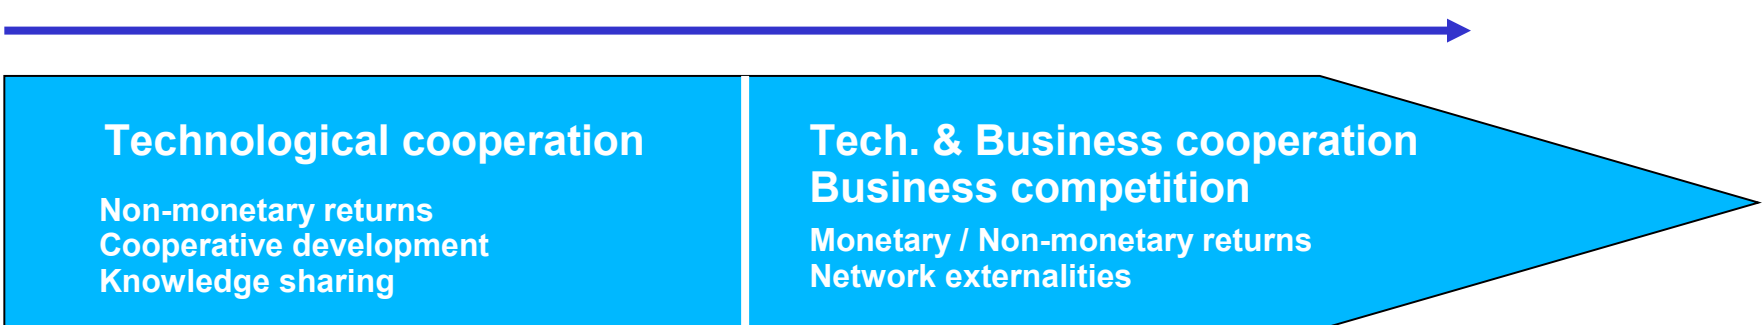 Technological cooperation
Non-monetary returns
Cooperative development
Knowledge sharing
Tech. & Business cooperation
Business competition
Monetary / Non-monetary returns
Network externalities